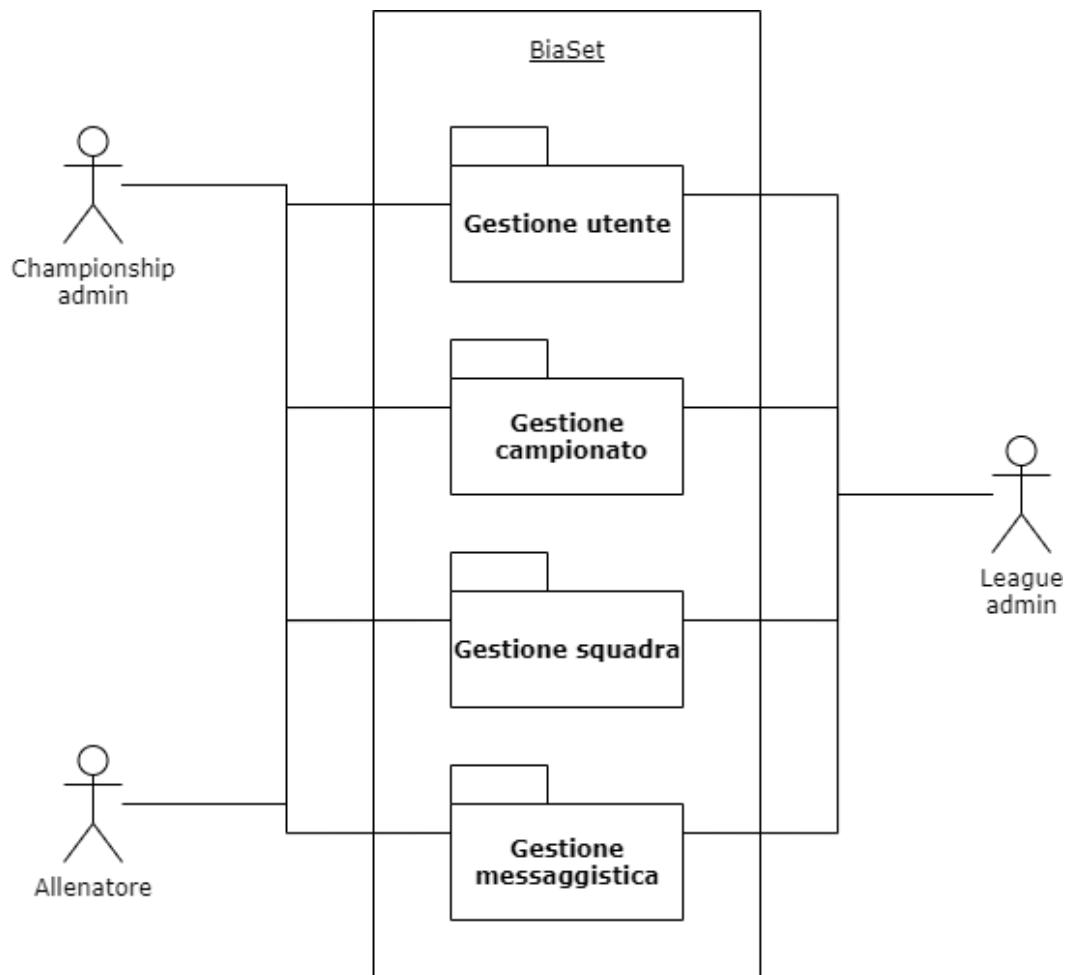 BiaSet
Gestione utente
Championship
admin
Gestione
campionato
League
admin
Gestione squadra
Gestione
messaggistica
Allenatore